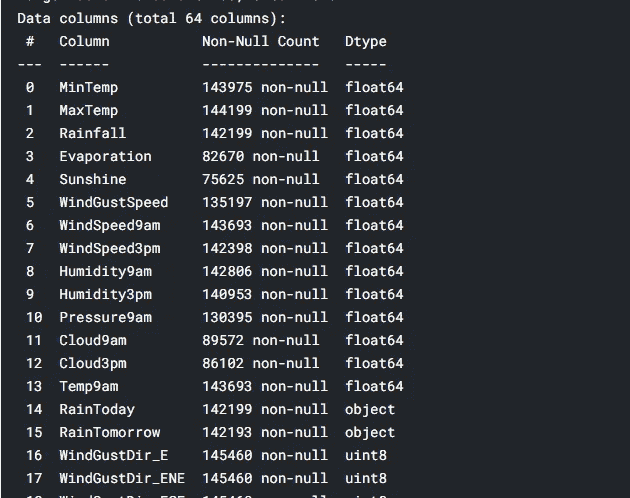 Data columns (total 64 columns):
# Column Non-Null Count Dtype
--- ------ -------------- -----
0 MinTemp 143975 non-null float64
1 MaxTemp 144199 non-null float64
2 Rainfall 142199 non-null float64
3 Evaporation 82670 non-null float64
4 Sunshine 75625 non-null float64
5 WindGustSpeed 135197 non-null float64
6 WindSpeed9am 143693 non-null float64
7 WindSpeed3pm 142398 non-null float64
8 Humidity9am 142806 non-null float64
9 Humidity3pm 140953 non-null float64
10 Pressure9am 130395 non-null float64
11 Cloud9am 89572 non-null float64
12 Cloud3pm 86102 non-null float64
13 Temp9am 143693 non-null float64
14 RainToday 142199 non-null object
15 RainTomorrow 142193 non-null object
16 WindGustDir_E 145460 non-null uint8
17 WindGustDir_ENE 145460 non-null uint8